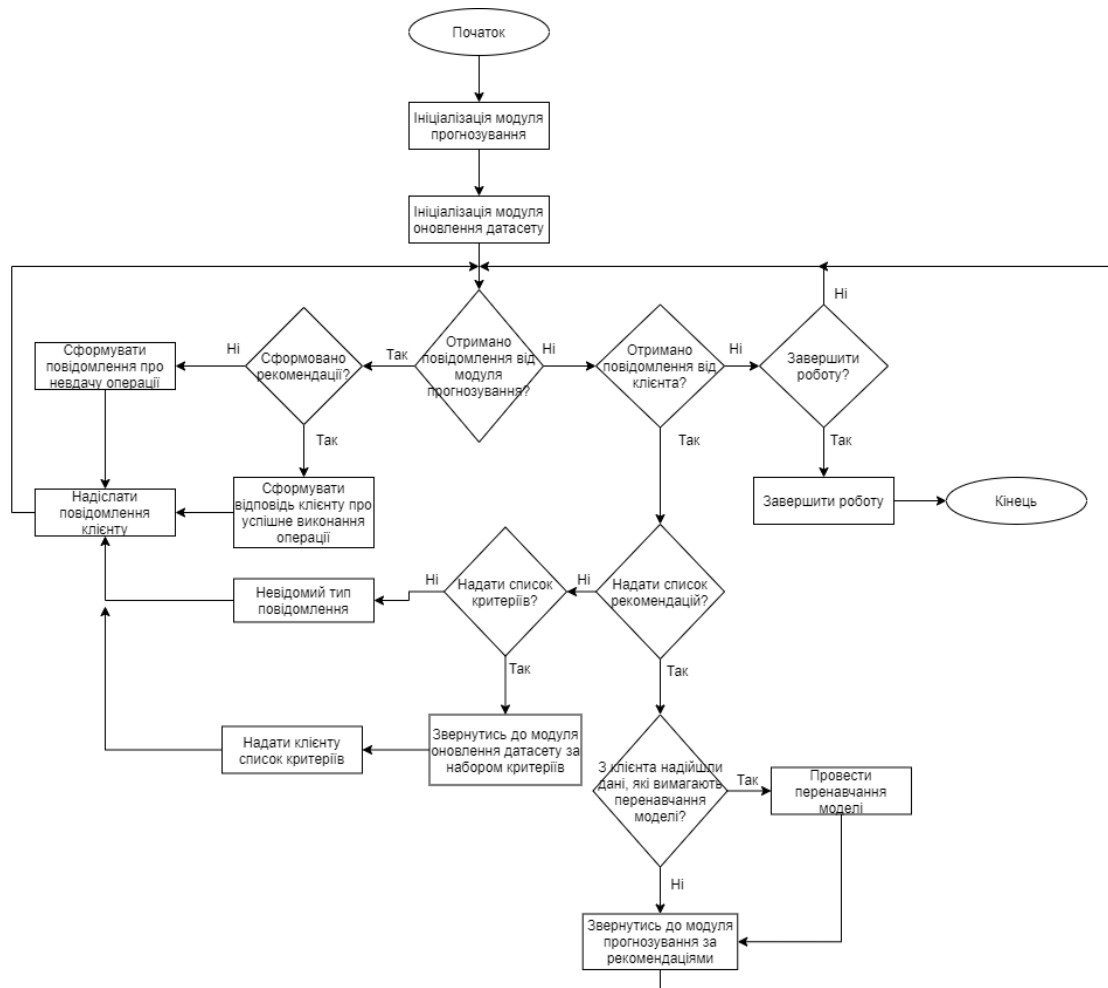 Початок
Ініціалізація модуля
прогнозування
Ініціалізація модуля
оновлення датасету
Ні
Сформувати
повідомлення про
невдачу операції
Ні
Сформовано
рекомендації?
Так
Отримано
повідомлення від
модуля
прогнозування?
Ні
Отримано
повідомлення від
клієнта?
Ні
Завершити
роботу?
Так
Так
Так
Надіслати
повідомлення
клієнту
Сформувати
відповідь клієнту про
успішне виконання
операції
Завершити роботу
Кінець
Невідомий тип
повідомлення
Ні
Надати список
критеріїв?
Ні
Надати список
рекомендацій?
Так
Так
Надати клієнту
список критеріїв
Звернутись до модуля
оновлення датасету за
набором критеріїв
З клієнта надійшли
дані, які вимагають
перенавчання
моделі?
Так
Провести
перенавчання
моделі
Ні
Звернутись до модуля
прогнозування за
рекомендаціями